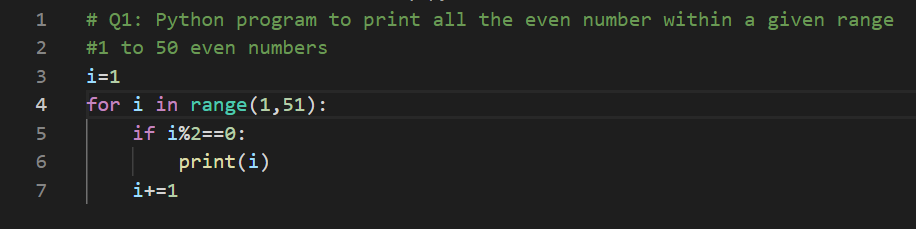 1 # Q1: Python program to print all the even number within a given range
2 #1 to 50 even numbers
3 i=1
4 for i in range(1,51):
5     if i%2==0:
6         print(i)
7     i+=1